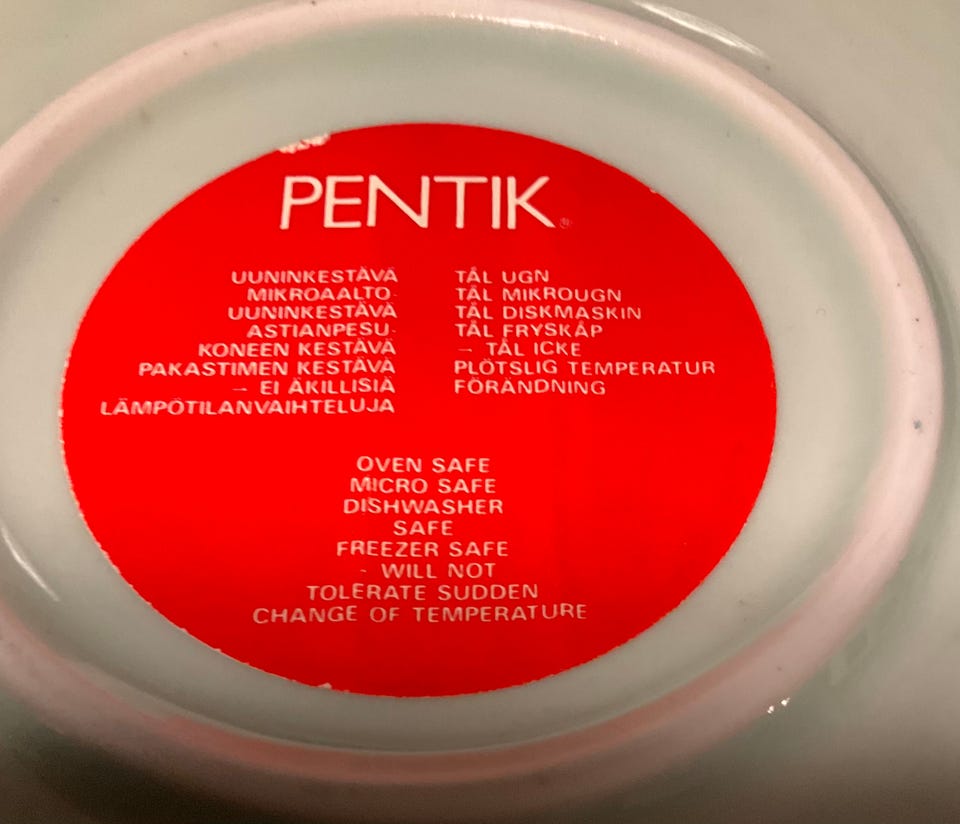 PENTIK®
UUNINKESTÄVÄ
MIKROAALTO-
UUNINKESTÄVÄ
ASTIANPESU-
KONEEN KESTÄVÄ
PAKASTIMEN KESTÄVÄ
– EI ÄKILLISIÄ
LÄMPÖTILANVAIHTELUJA
TÅL UGN
TÅL MIKROUGN
TÅL DISKMASKIN
TÅL FRYSKÅP
– TÅL ICKE
PLÖTSLIG TEMPERATUR
FÖRÄNDNING
OVEN SAFE
MICRO SAFE
DISHWASHER
SAFE
FREEZER SAFE
- WILL NOT
TOLERATE SUDDEN
CHANGE OF TEMPERATURE